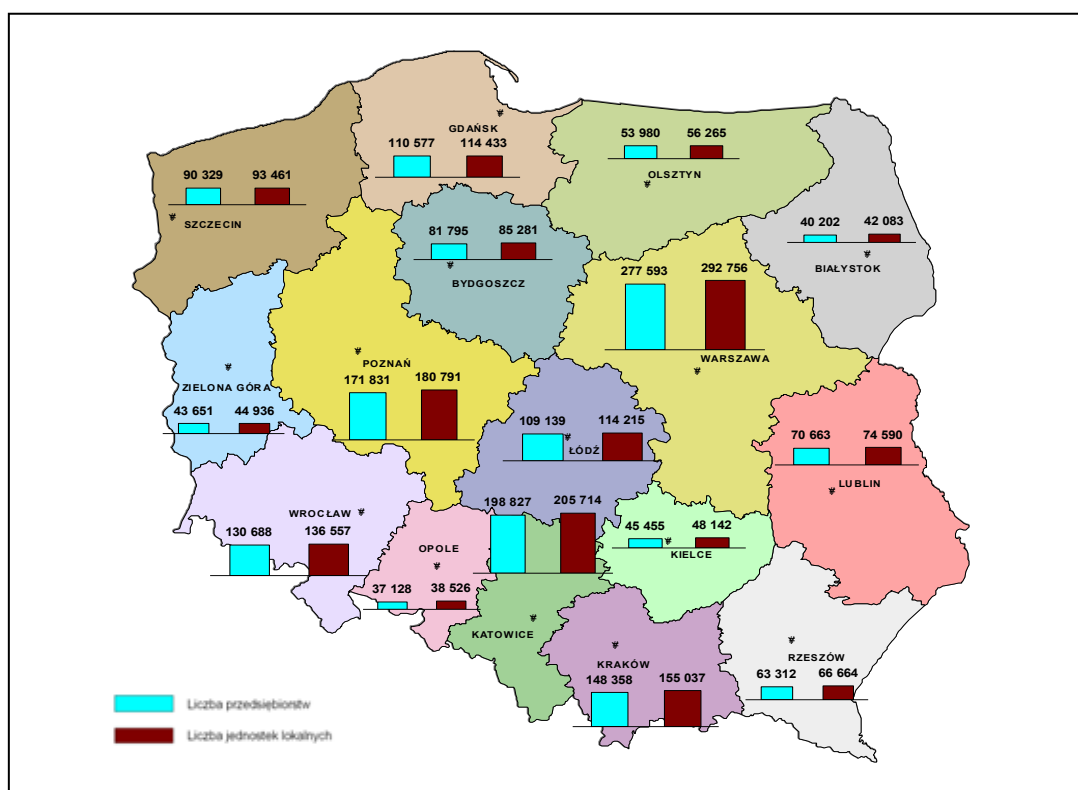 GDAŃSK
110 577 114 433
53 980 56 265
OLSZTYN
90 329 93 461
SZCZECIN
81 795 85 281
BYDGOSZCZ
40 202 42 083
BIAŁYSTOK
277 593 292 756
WARSZAWA
POZNAŃ
171 831 180 791
ZIELONA GÓRA
43 651 44 936
109 139 114 215
ŁÓDŹ
70 663 74 590
LUBLIN
198 827 205 714
WROCŁAW
130 688 136 557
45 455 48 142
KIELCE
OPOLE
37 128 38 526
KATOWICE
KRAKÓW
148 358 155 037
RZESZÓW
63 312 66 664
Liczba przedsiębiorstw
Liczba jednostek lokalnych